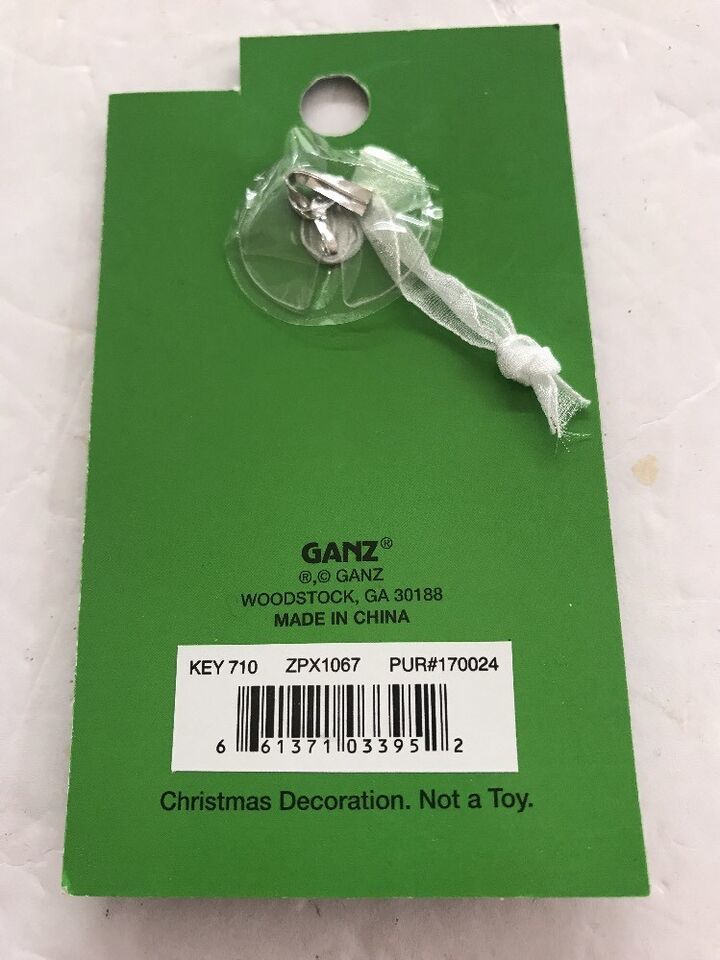 GANZ®
®,© GANZ
WOODSTOCK, GA 30188
MADE IN CHINA
KEY 710 ZPX1067 PUR#170024
6 61371 03395 2
Christmas Decoration. Not a Toy.